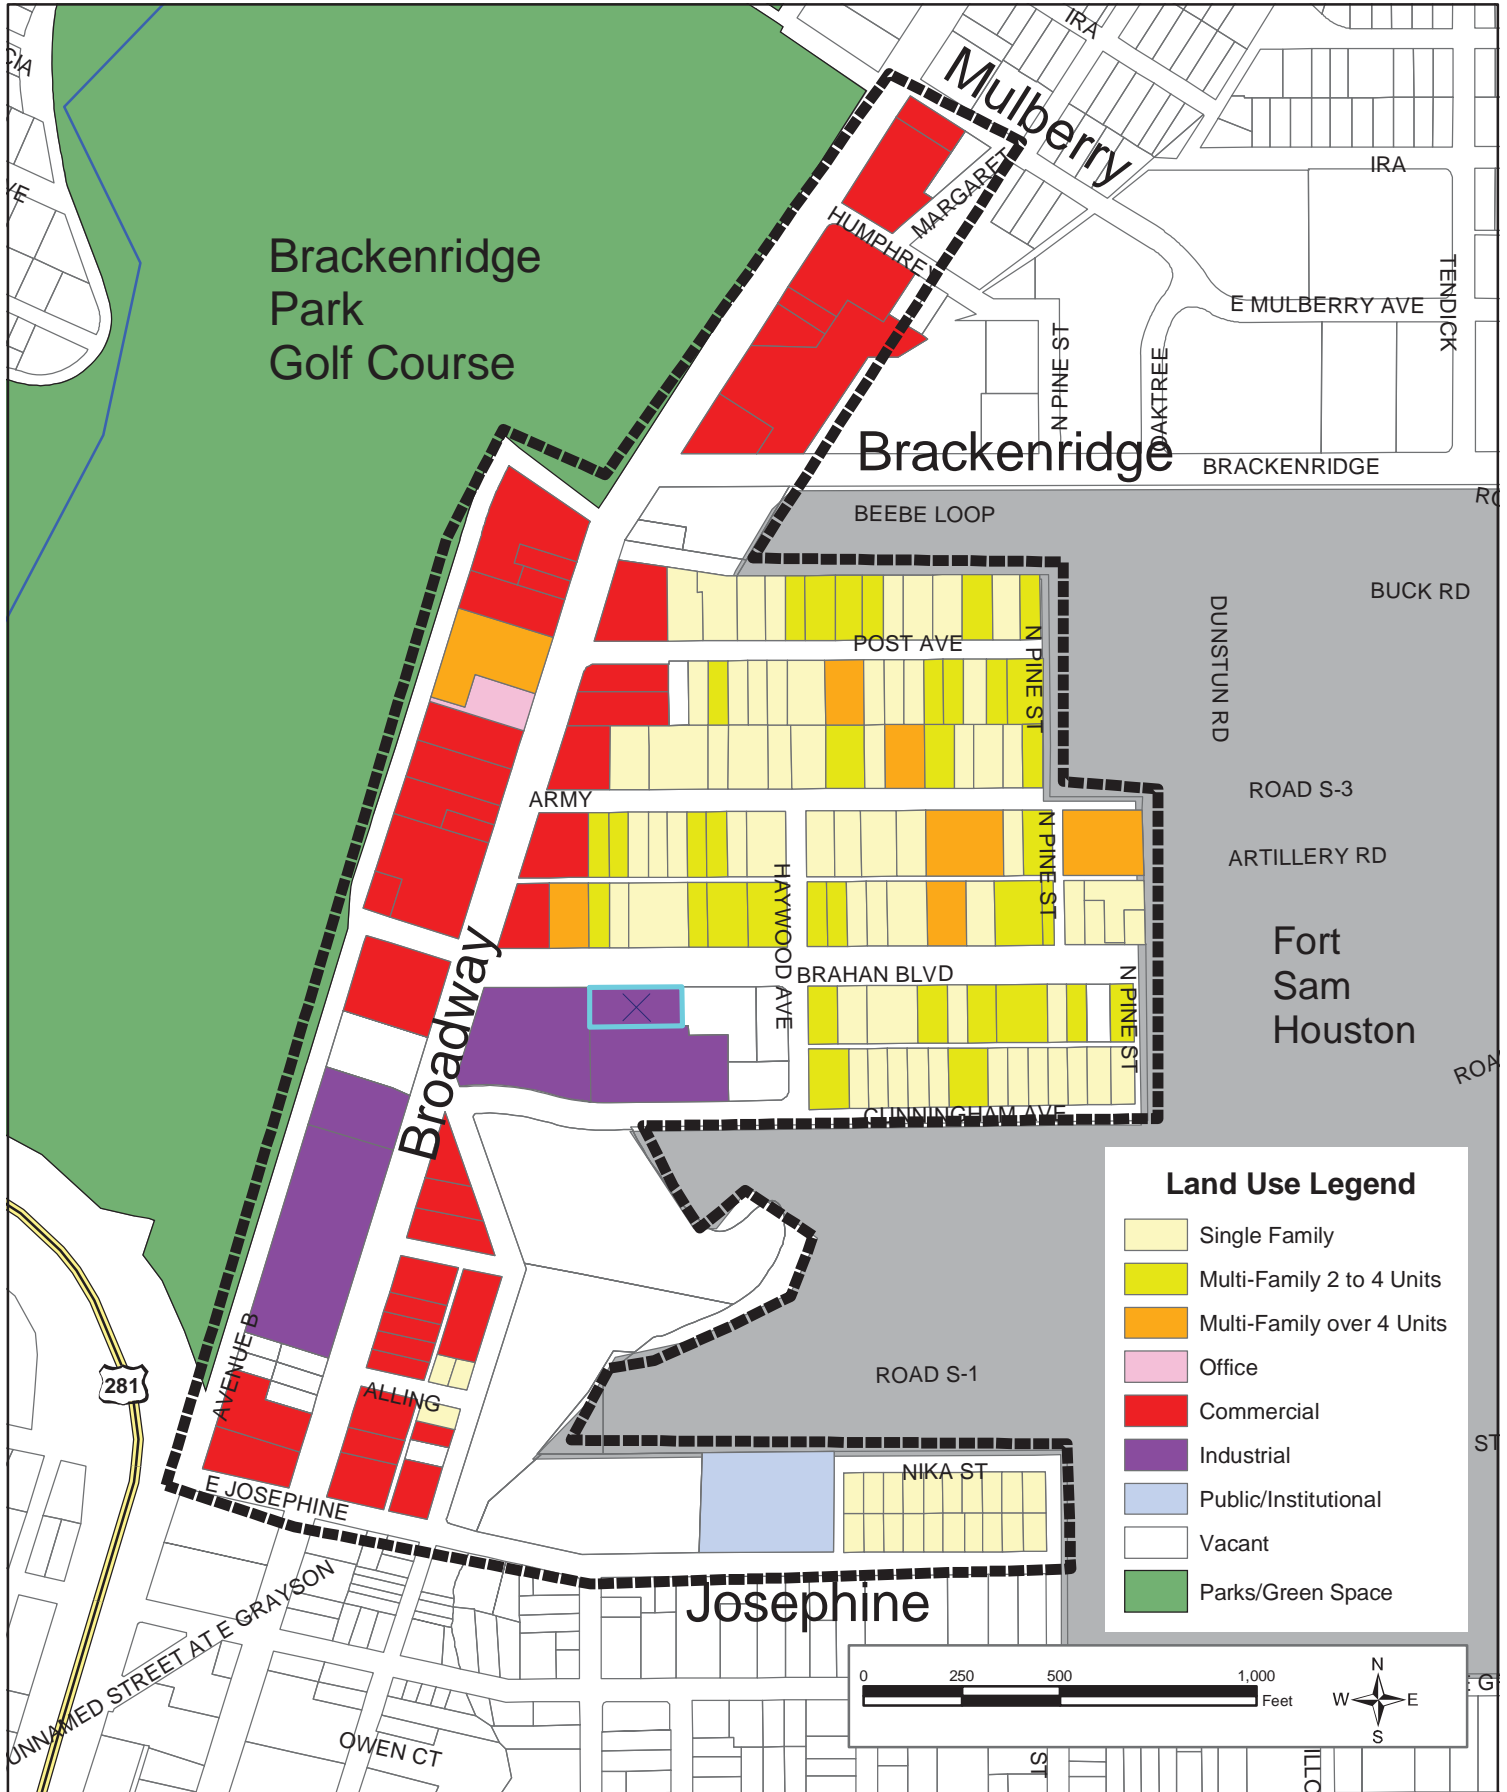 IRA
CIA
Mulberry
IRA
MARGARET
HUMPHREY
Brackenridge
Park
Golf Course
TENDICK
E MULBERRY AVE
N PINE ST
OAKTREE
Brackenridge
BRACKENRIDGE
BEEBE LOOP
BUCK RD
DUNSTUN RD
POST AVE
N PINE ST
ROAD S-3
ARMY
N PINE ST
ARTILLERY RD
HAYWOOD AVE
Fort
Sam
Houston
Broadway
BRAHAN BLVD
N PINE ST
CUNNINGHAM AVE
Land Use Legend
Single Family
Multi-Family 2 to 4 Units
Multi-Family over 4 Units
Office
Commercial
Industrial
Public/Institutional
Vacant
Parks/Green Space
281
AVENUE B
ALLING
ROAD S-1
ST
NIKA ST
E JOSEPHINE
Josephine
UNNAMED STREET AT E GRAYSON
OWEN CT
ST
0 250 500 1,000
Feet
N
W E
S